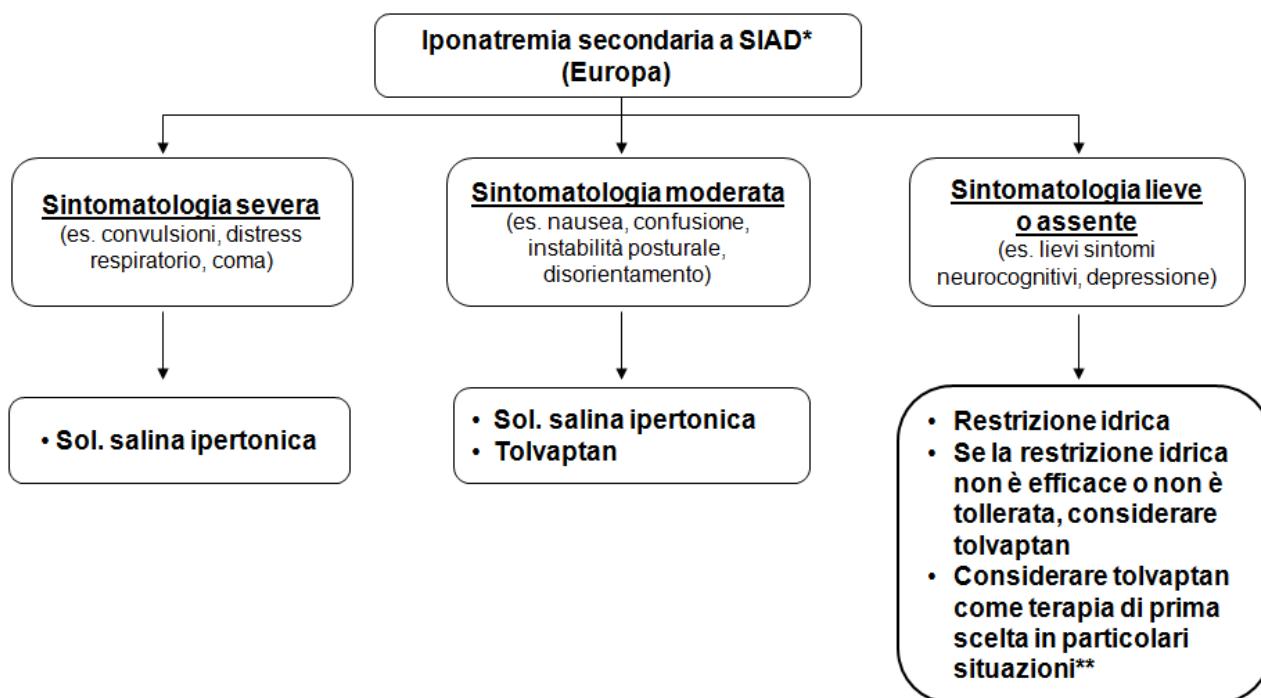 Iponatremia secondaria a SIAD*
(Europa)
Sintomatologia severa
(es. convulsioni, distress
respiratorio, coma)
Sintomatologia moderata
(es. nausea, confusione,
instabilità posturale,
disorientamento)
Sintomatologia lieve
o assente
(es. lievi sintomi
neurocognitivi, depressione)
• Sol. salina ipertonica
• Sol. salina ipertonica
• Tolvaptan
• Restrizione idrica
• Se la restrizione idrica
non è efficace o non è
tollerata, considerare
tolvaptan
• Considerare tolvaptan
come terapia di prima
scelta in particolari
situazioni**